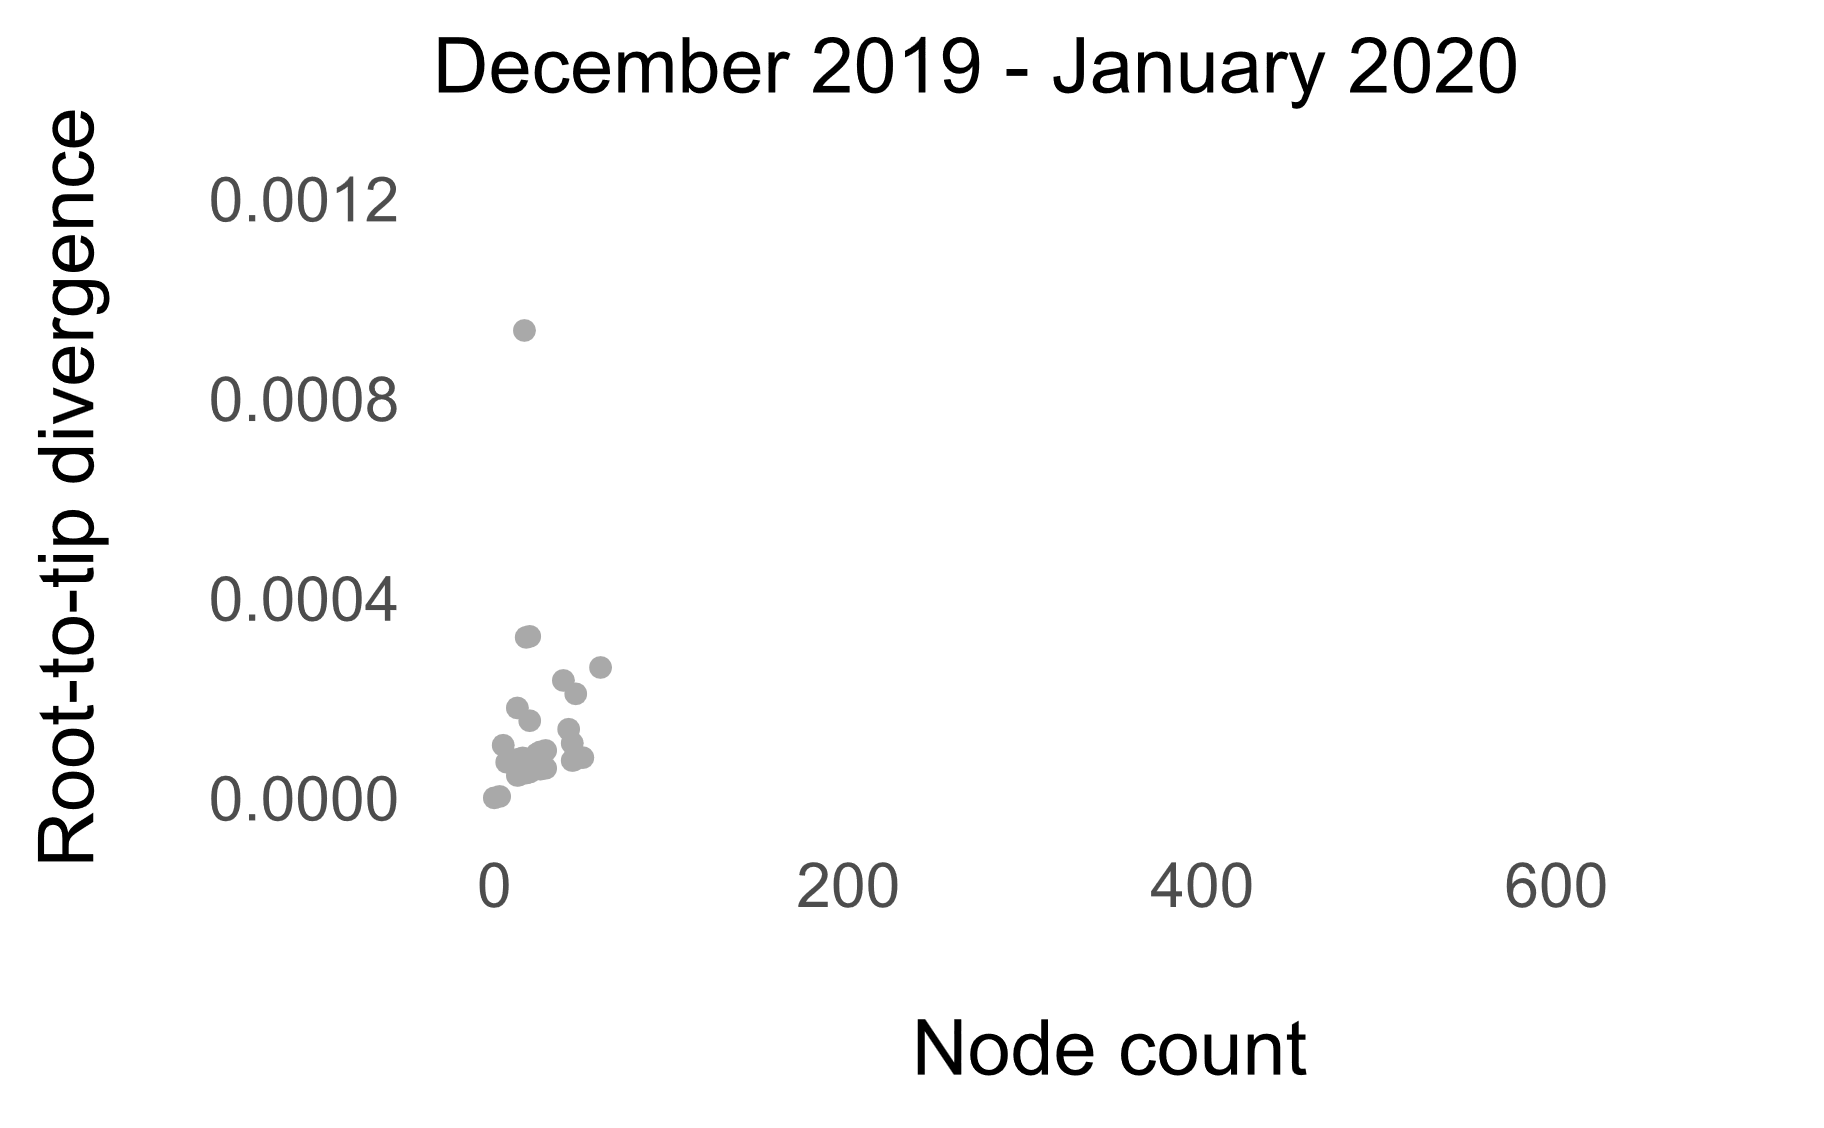 December 2019 - January 2020
Root-to-tip divergence
0.0012
0.0008
0.0004
0.0000
0 200 400 600
Node count